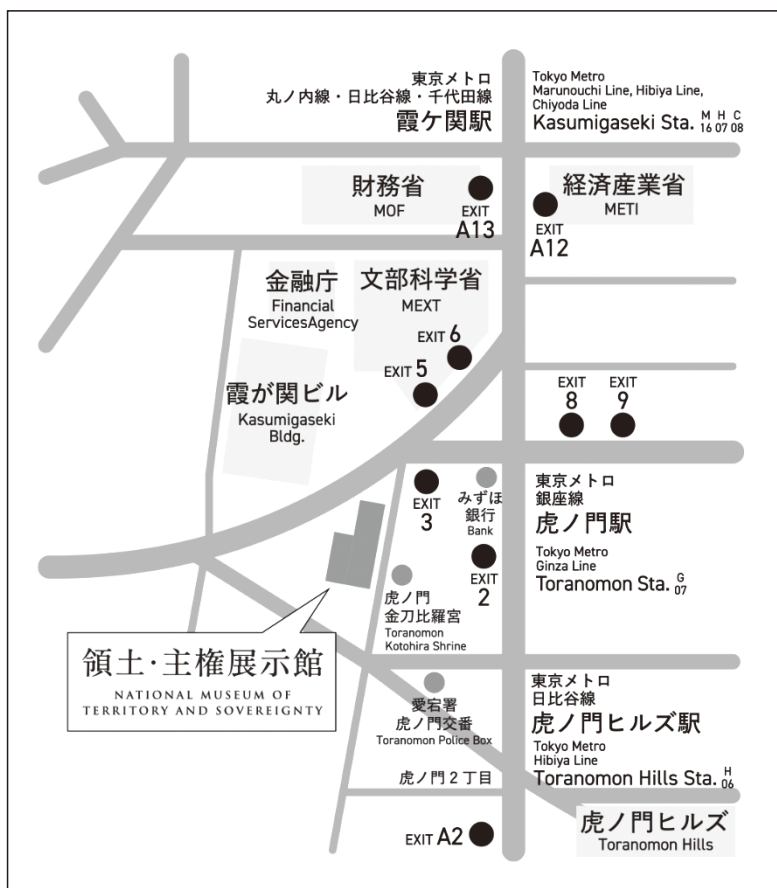 東京メトロ
丸ノ内線・日比谷線・千代田線
霞ケ関駅
Tokyo Metro
Marunouchi Line, Hibiya Line,
Chiyoda Line
Kasumigaseki Sta. M 16 H 07 C 08
財務省
MOF
EXIT
A13
経済産業省
METI
EXIT
A12
金融庁
Financial
ServicesAgency
文部科学省
MEXT
EXIT 6
EXIT 5
霞が関ビル
Kasumigaseki
Bldg.
EXIT
8
EXIT
9
EXIT
3
みずほ
銀行
Bank
EXIT
2
東京メトロ
銀座線
虎ノ門駅
Tokyo Metro
Ginza Line
Toranomon Sta. G 07
虎ノ門
金刀比羅宮
Toranomon
Kotohira Shrine
領土・主権展示館
NATIONAL MUSEUM OF
TERRITORY AND SOVEREIGNTY
愛宕署
虎ノ門交番
Toranomon Police Box
東京メトロ
日比谷線
虎ノ門ヒルズ駅
Tokyo Metro
Hibiya Line
Toranomon Hills Sta. H 06
虎ノ門2丁目
虎ノ門ヒルズ
Toranomon Hills
EXIT A2